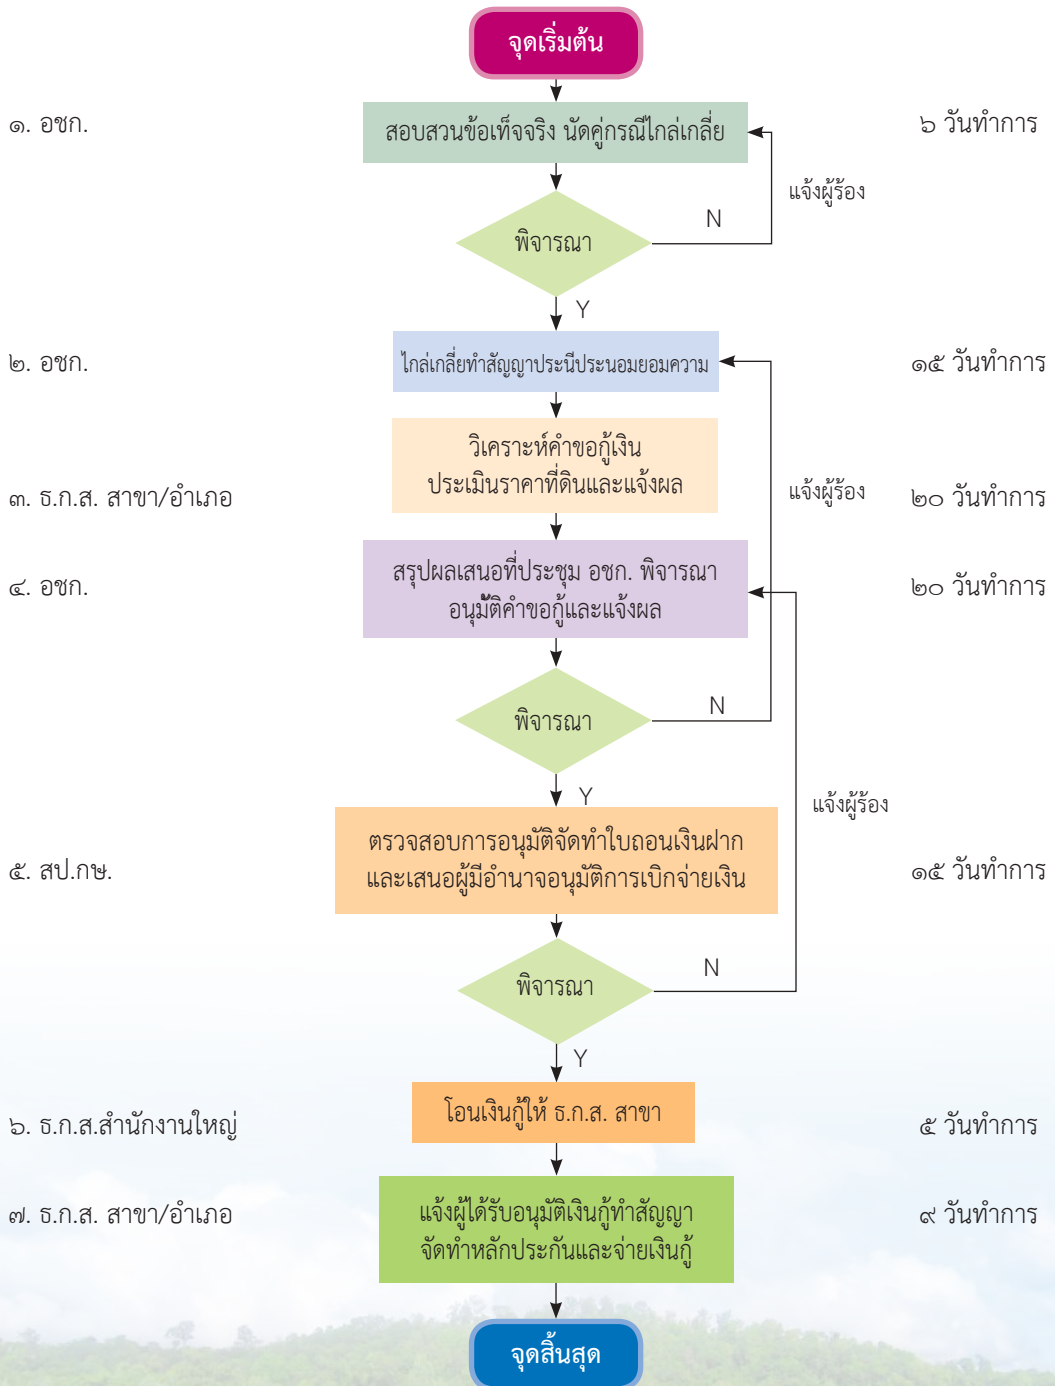 จุดเริ่มต้น
๑. อชก.
สอบสวนข้อเท็จจริง นัดคู่กรณีไกล่เกลี่ย
๖ วันทำการ
แจ้งผู้ร้อง
N
พิจารณา
Y
๒. อชก.
ไกล่เกลี่ยทำสัญญาประนีประนอมยอมความ
๑๕ วันทำการ
วิเคราะห์คำขอกู้เงิน
ประเมินราคาที่ดินและแจ้งผล
๓. ธ.ก.ส. สาขา/อำเภอ
แจ้งผู้ร้อง
๒๐ วันทำการ
สรุปผลเสนอที่ประชุม อชก. พิจารณา
อนุมัติคำขอกู้และแจ้งผล
๔. อชก.
๒๐ วันทำการ
N
พิจารณา
Y
แจ้งผู้ร้อง
ตรวจสอบการอนุมัติจัดทำใบถอนเงินฝาก
และเสนอผู้มีอำนาจอนุมัติการเบิกจ่ายเงิน
๕. สป.กษ.
๑๕ วันทำการ
N
พิจารณา
Y
๖. ธ.ก.ส.สำนักงานใหญ่
โอนเงินกู้ให้ ธ.ก.ส. สาขา
๕ วันทำการ
๗. ธ.ก.ส. สาขา/อำเภอ
แจ้งผู้ได้รับอนุมัติเงินกู้ทำสัญญา
จัดทำหลักประกันและจ่ายเงินกู้
๙ วันทำการ
จุดสิ้นสุด